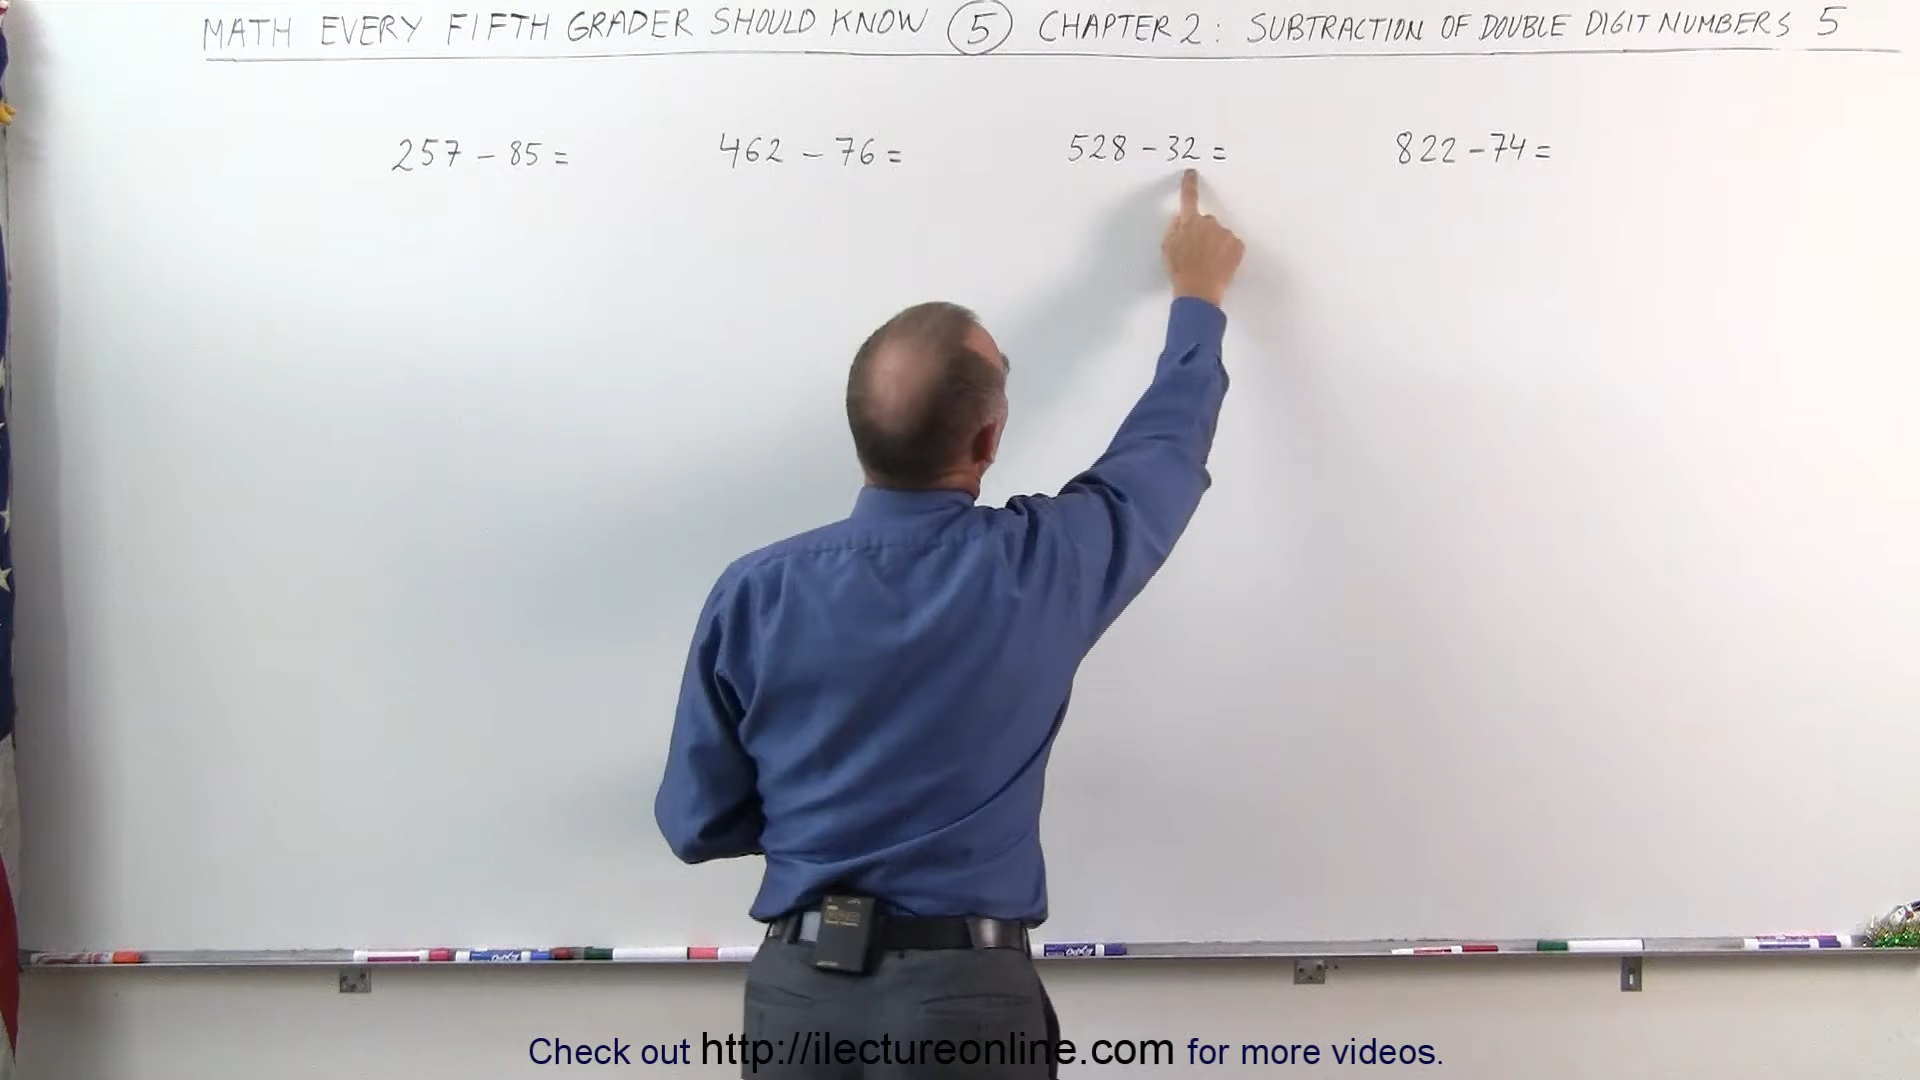 MATH EVERY FIFTH GRADER SHOULD KNOW 5 CHAPTER 2: SUBTRACTION OF DOUBLE DIGIT NUMBERS 5
257 - 85 = 462 - 76 = 528 - 32 = 822 - 74 =
Check out http://ilectureonline.com for more videos.